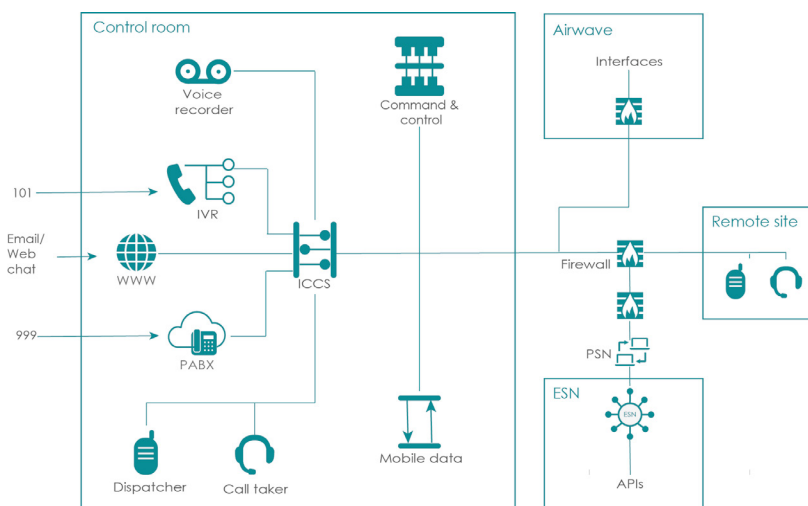 Control room
Airwave
Interfaces
Voice
recorder
Command &
control
101
IVR
Remote site
Email/
Web
chat
WWW
ICCS
Firewall
999
PABX
PSN
ESN
ESN
Dispatcher
Call taker
Mobile data
APIs